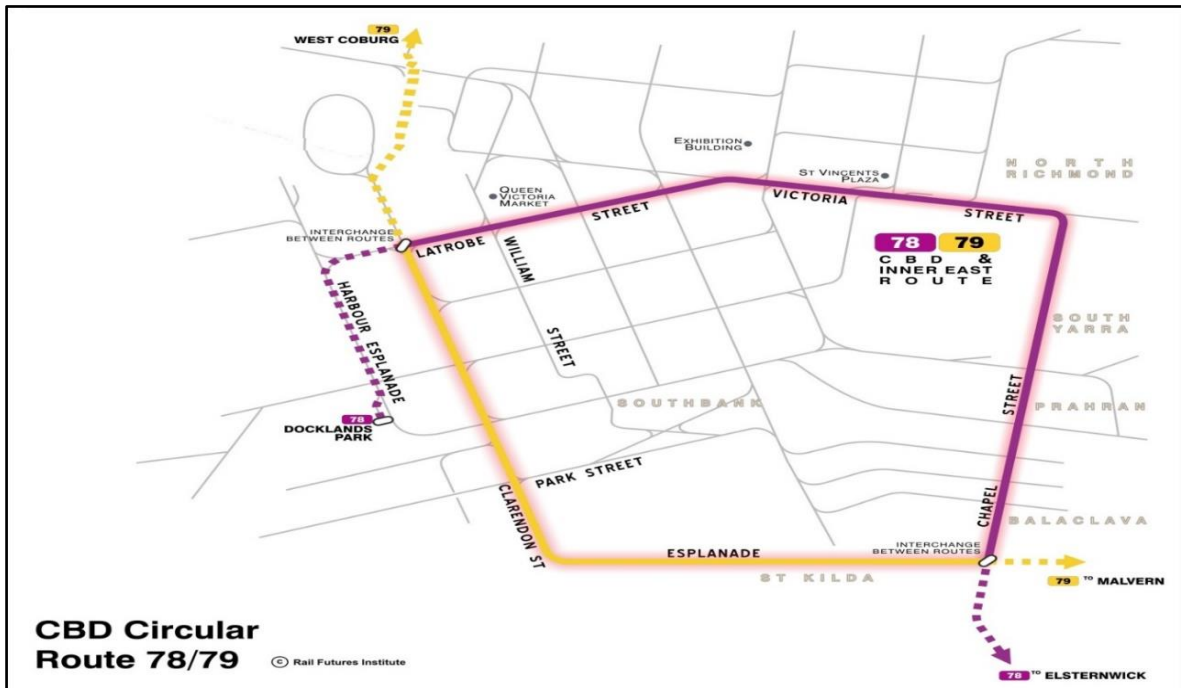 79
WEST COBURG
EXHIBITION
BUILDING
ST VINCENTS
PLAZA
NORTH
RICHMOND
QUEEN
VICTORIA
MARKET
STREET
VICTORIA
STREET
INTERCHANGE
BETWEEN ROUTES
LATROBE
WILLIAM
STREET
78 79
CBD &
INNER EAST
ROUTE
HARBOUR ESPLANADE
SOUTH
YARRA
STREET
CHAPEL
SOUTHBANK
PRAHRAN
78
DOCKLANDS
PARK
PARK STREET
CLARENDON ST
BALACLAVA
INTERCHANGE
BETWEEN ROUTES
ESPLANADE
ST KILDA
79 TO MALVERN
CBD Circular
Route 78/79
© Rail Futures Institute
78 TO ELSTERNWICK